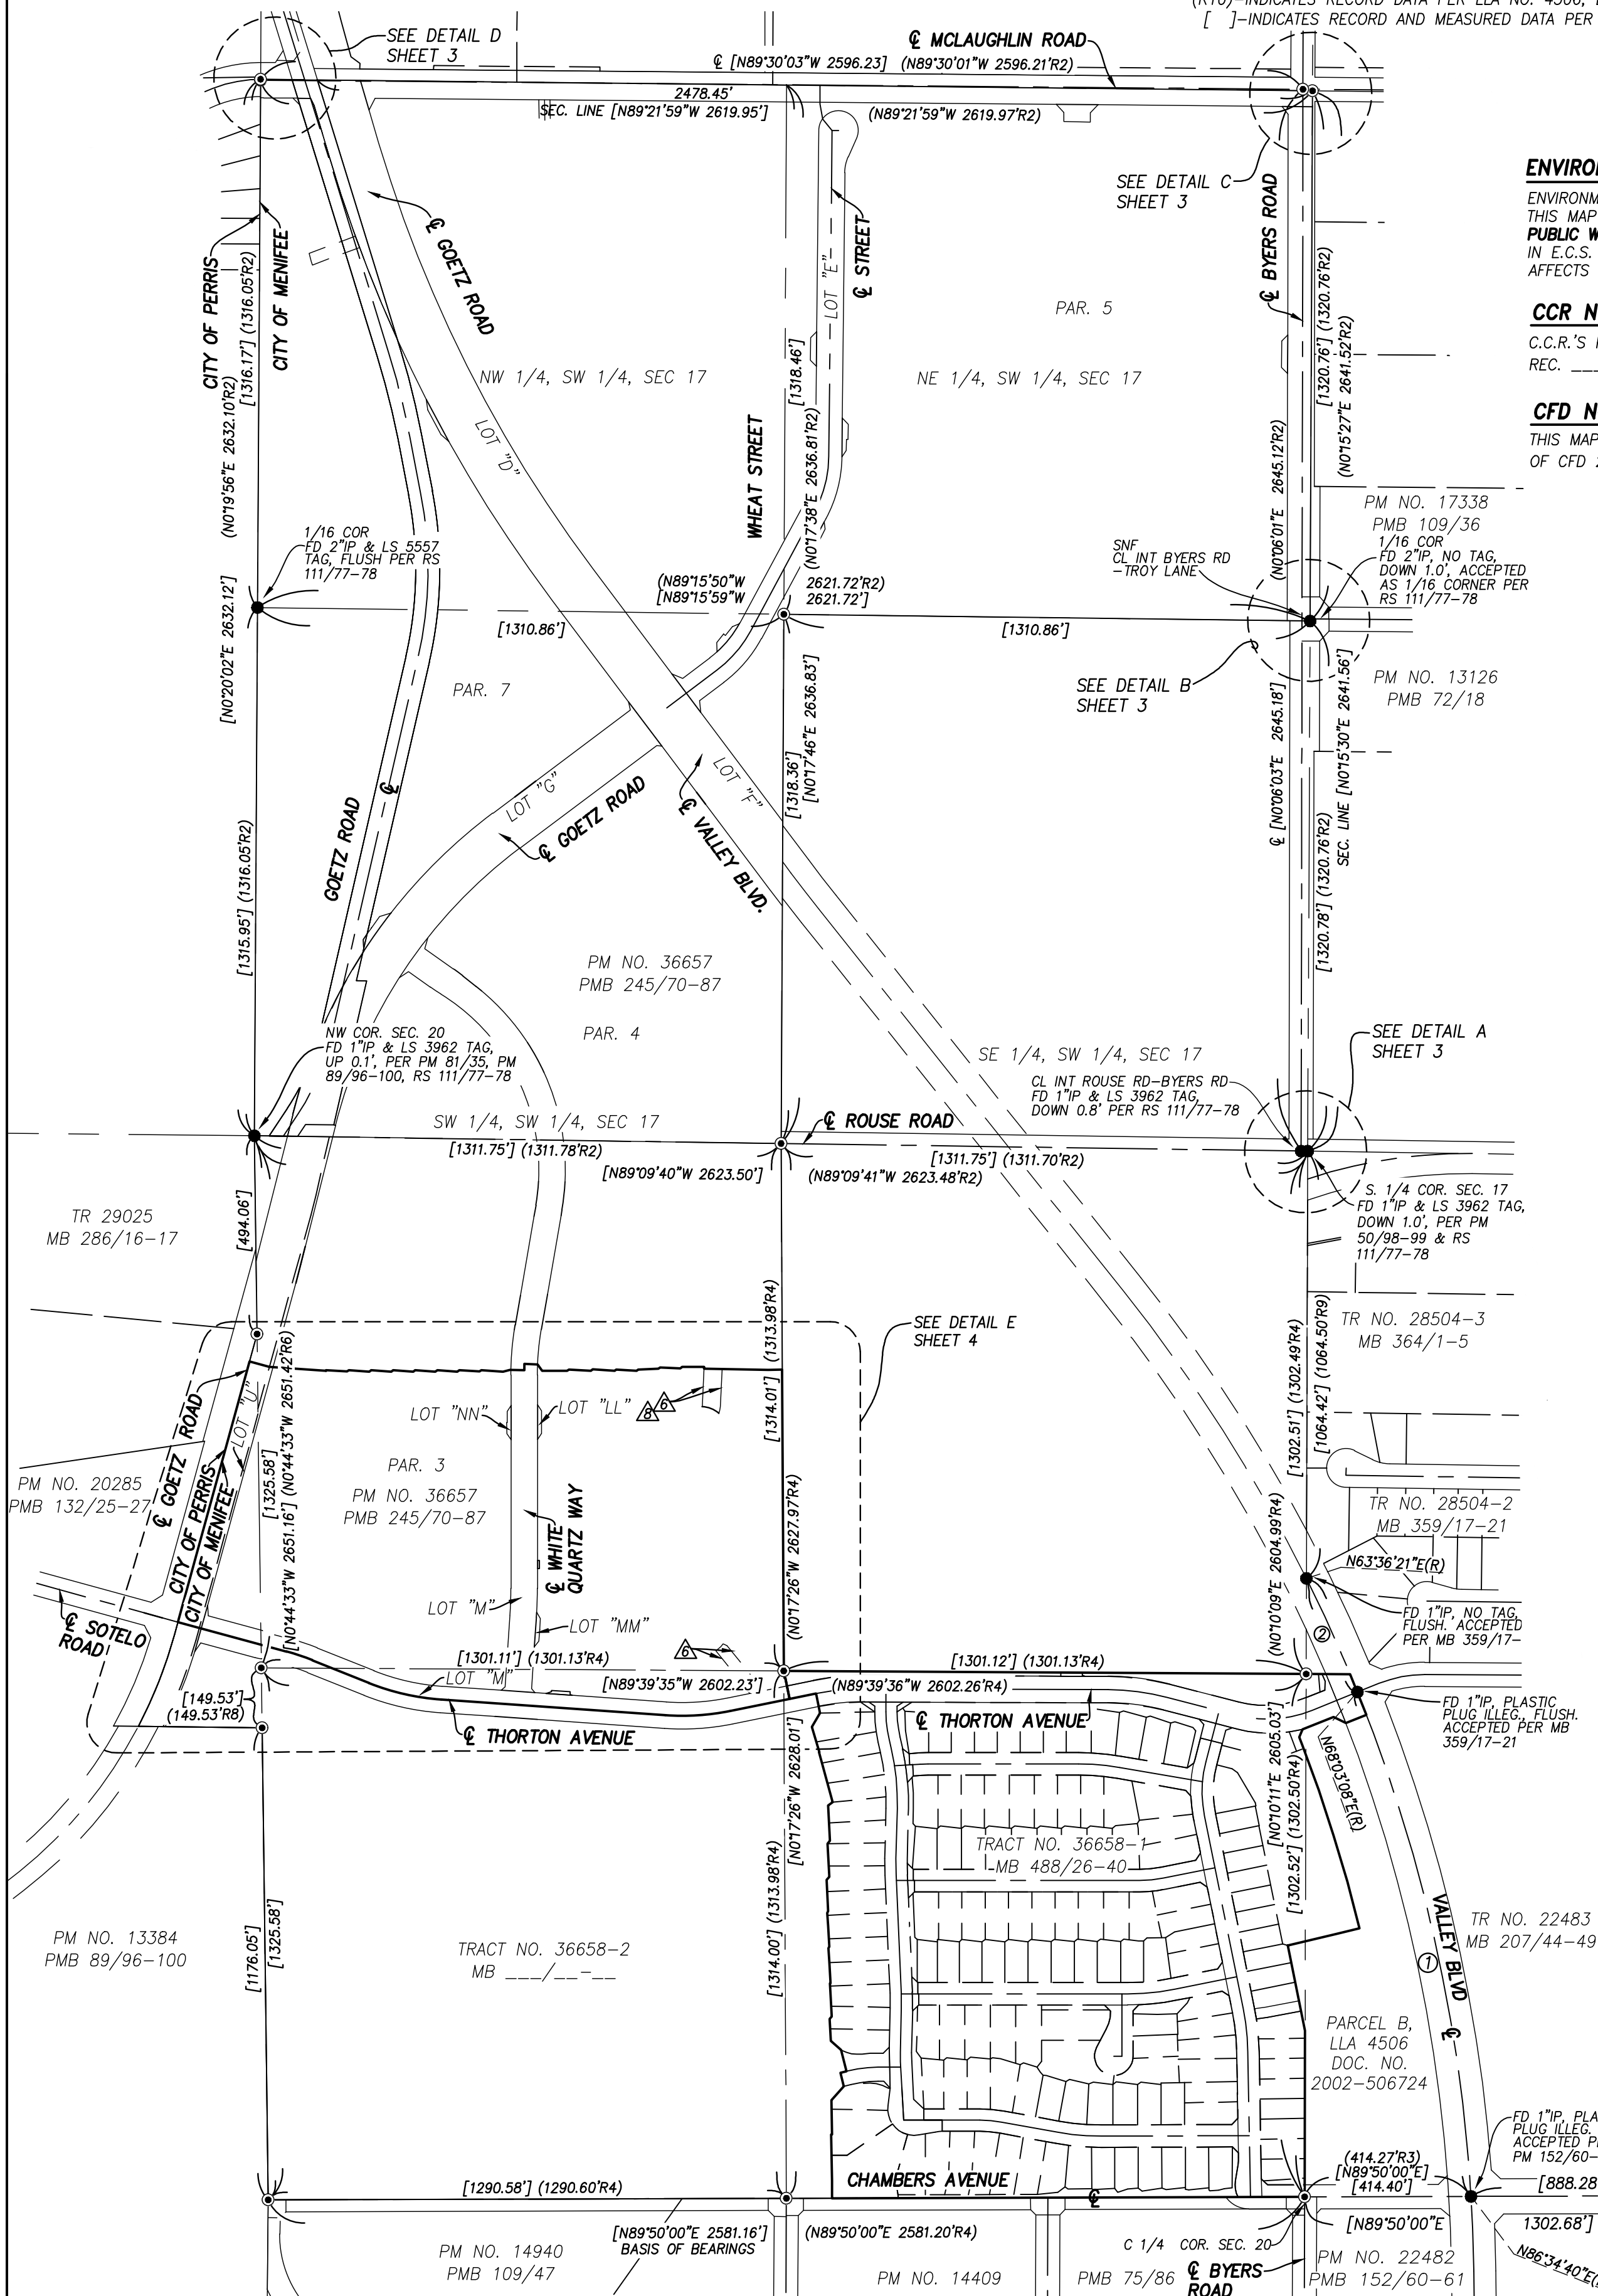 (R10)-INDICATES RECORD DATA PER LLA NO. 4506,
[ ]-INDICATES RECORD AND MEASURED DATA PER
SEE DETAIL D
SHEET 3
℄ MCLAUGHLIN ROAD
℄ [N89°30'03"W 2596.23] (N89°30'01"W 2596.21'R2)
2478.45'
SEC. LINE [N89°21'59"W 2619.95'] (N89°21'59"W 2619.97'R2)
SEE DETAIL C
SHEET 3
℄ BYERS ROAD
ENVIRON
ENVIRONM
THIS MAP
PUBLIC W
IN E.C.S.
AFFECTS
CCR N
C.C.R.'S
REC. ___
CFD N
THIS MAP
OF CFD
CITY OF PERRIS
CITY OF MENIFEE
[1316.17'] (1316.05'R2)
(N0°19'56"E 2632.10'R2)
[N0°20'02"E 2632.12']
℄ GOETZ ROAD
LOT "D"
NW 1/4, SW 1/4, SEC 17
LOT "E"
℄ STREET
WHEAT STREET
[1318.46']
(N0°17'38"E 2636.81'R2)
PAR. 5
NE 1/4, SW 1/4, SEC 17
[1320.76'] (1320.76'R2)
(N0°15'27"E 2641.52'R2)
(N0°06'01"E 2645.12'R2)
PM NO. 17338
PMB 109/36
1/16 COR
FD 2"IP, NO TAG,
DOWN 1.0', ACCEPTED
AS 1/16 CORNER PER
RS 111/77-78
SNF
CL INT BYERS RD
-TROY LANE
1/16 COR
FD 2"IP & LS 5557
TAG, FLUSH PER RS
111/77-78
(N89°15'50"W 2621.72'R2)
[N89°15'59"W 2621.72']
[1310.86']
[1310.86']
PAR. 7
SEE DETAIL B
SHEET 3
PM NO. 13126
PMB 72/18
[1318.36']
[N0°17'46"E 2636.83']
LOT "F"
LOT "G"
℄ GOETZ ROAD
℄ VALLEY BLVD.
GOETZ ROAD ℄
[1315.95'] (1316.05'R2)
℄ [N0°06'03"E 2645.18']
SEC. LINE [N0°15'30"E 2641.56']
[1320.78'] (1320.76'R2)
PM NO. 36657
PMB 245/70-87
PAR. 4
NW COR. SEC. 20
FD 1"IP & LS 3962 TAG,
UP 0.1', PER PM 81/35, PM
89/96-100, RS 111/77-78
SE 1/4, SW 1/4, SEC 17
CL INT ROUSE RD-BYERS RD
FD 1"IP & LS 3962 TAG,
DOWN 0.8' PER RS 111/77-78
SEE DETAIL A
SHEET 3
SW 1/4, SW 1/4, SEC 17
℄ ROUSE ROAD
[1311.75'] (1311.78'R2)
[1311.75'] (1311.70'R2)
[N89°09'40"W 2623.50'] (N89°09'41"W 2623.48'R2)
S. 1/4 COR. SEC. 17
FD 1"IP & LS 3962 TAG,
DOWN 1.0', PER PM
50/98-99 & RS
111/77-78
TR 29025
MB 286/16-17
[494.06']
SEE DETAIL E
SHEET 4
TR NO. 28504-3
MB 364/1-5
[1302.51'] (1302.49'R4)
[1064.42'] (1064.50'R9)
[1314.01'] (1313.98'R4)
LOT "NN"
LOT "LL"
8
6
℄ GOETZ ROAD
LOT "U"
CITY OF PERRIS
CITY OF MENIFEE
[1325.58']
[N0°44'33"W 2651.16'] (N0°44'33"W 2651.42'R6)
PAR. 3
PM NO. 36657
PMB 245/70-87
℄ WHITE
QUARTZ WAY
PM NO. 20285
PMB 132/25-27
TR NO. 28504-2
MB 359/17-21
(N0°17'26"W 2627.97'R4)
(N0°10'09"E 2604.99'R4)
N63°36'21"E(R)
FD 1"IP, NO TAG,
FLUSH. ACCEPTED
PER MB 359/17-
2
LOT "M"
LOT "MM"
6
℄ SOTELO
ROAD
[1301.11'] (1301.13'R4)
[1301.12'] (1301.13'R4)
LOT "M"
[N89°39'35"W 2602.23'] (N89°39'36"W 2602.26'R4)
[149.53']
(149.53'R8)
℄ THORTON AVENUE
℄ THORTON AVENUE
FD 1"IP, PLASTIC
PLUG ILLEG., FLUSH.
ACCEPTED PER MB
359/17-21
N68°03'08"E(R)
[N0°10'11"E 2605.03']
[1302.52'] (1302.50'R4)
[N0°17'26"W 2628.01']
[1314.00'] (1313.98'R4)
TRACT NO. 36658-1
MB 488/26-40
PM NO. 13384
PMB 89/96-100
[1176.05']
[1325.58']
TRACT NO. 36658-2
MB ___/__-__
VALLEY BLVD ℄
1
TR NO. 22483
MB 207/44-49
PARCEL B,
LLA 4506
DOC. NO.
2002-506724
FD 1"IP, PLA
PLUG ILLEG.
ACCEPTED P
PM 152/60-
(414.27'R3)
[N89°50'00"E]
[414.40']
[888.28
[1290.58'] (1290.60'R4)
CHAMBERS AVENUE
℄
[N89°50'00"E 1302.68']
[N89°50'00"E 2581.16'] (N89°50'00"E 2581.20'R4)
BASIS OF BEARINGS
C 1/4 COR. SEC. 20
PM NO. 14940
PMB 109/47
PM NO. 14409
PMB 75/86
℄ BYERS
ROAD
PM NO. 22482
PMB 152/60-61
N86°34'40"E(